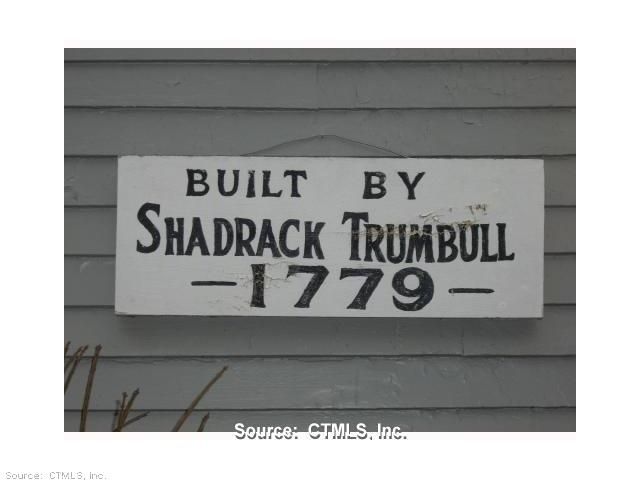 BUILT BY
SHADRACK TRUMBULL
-1779-
Source: CTMLS, Inc.
Source: CTMLS, Inc.